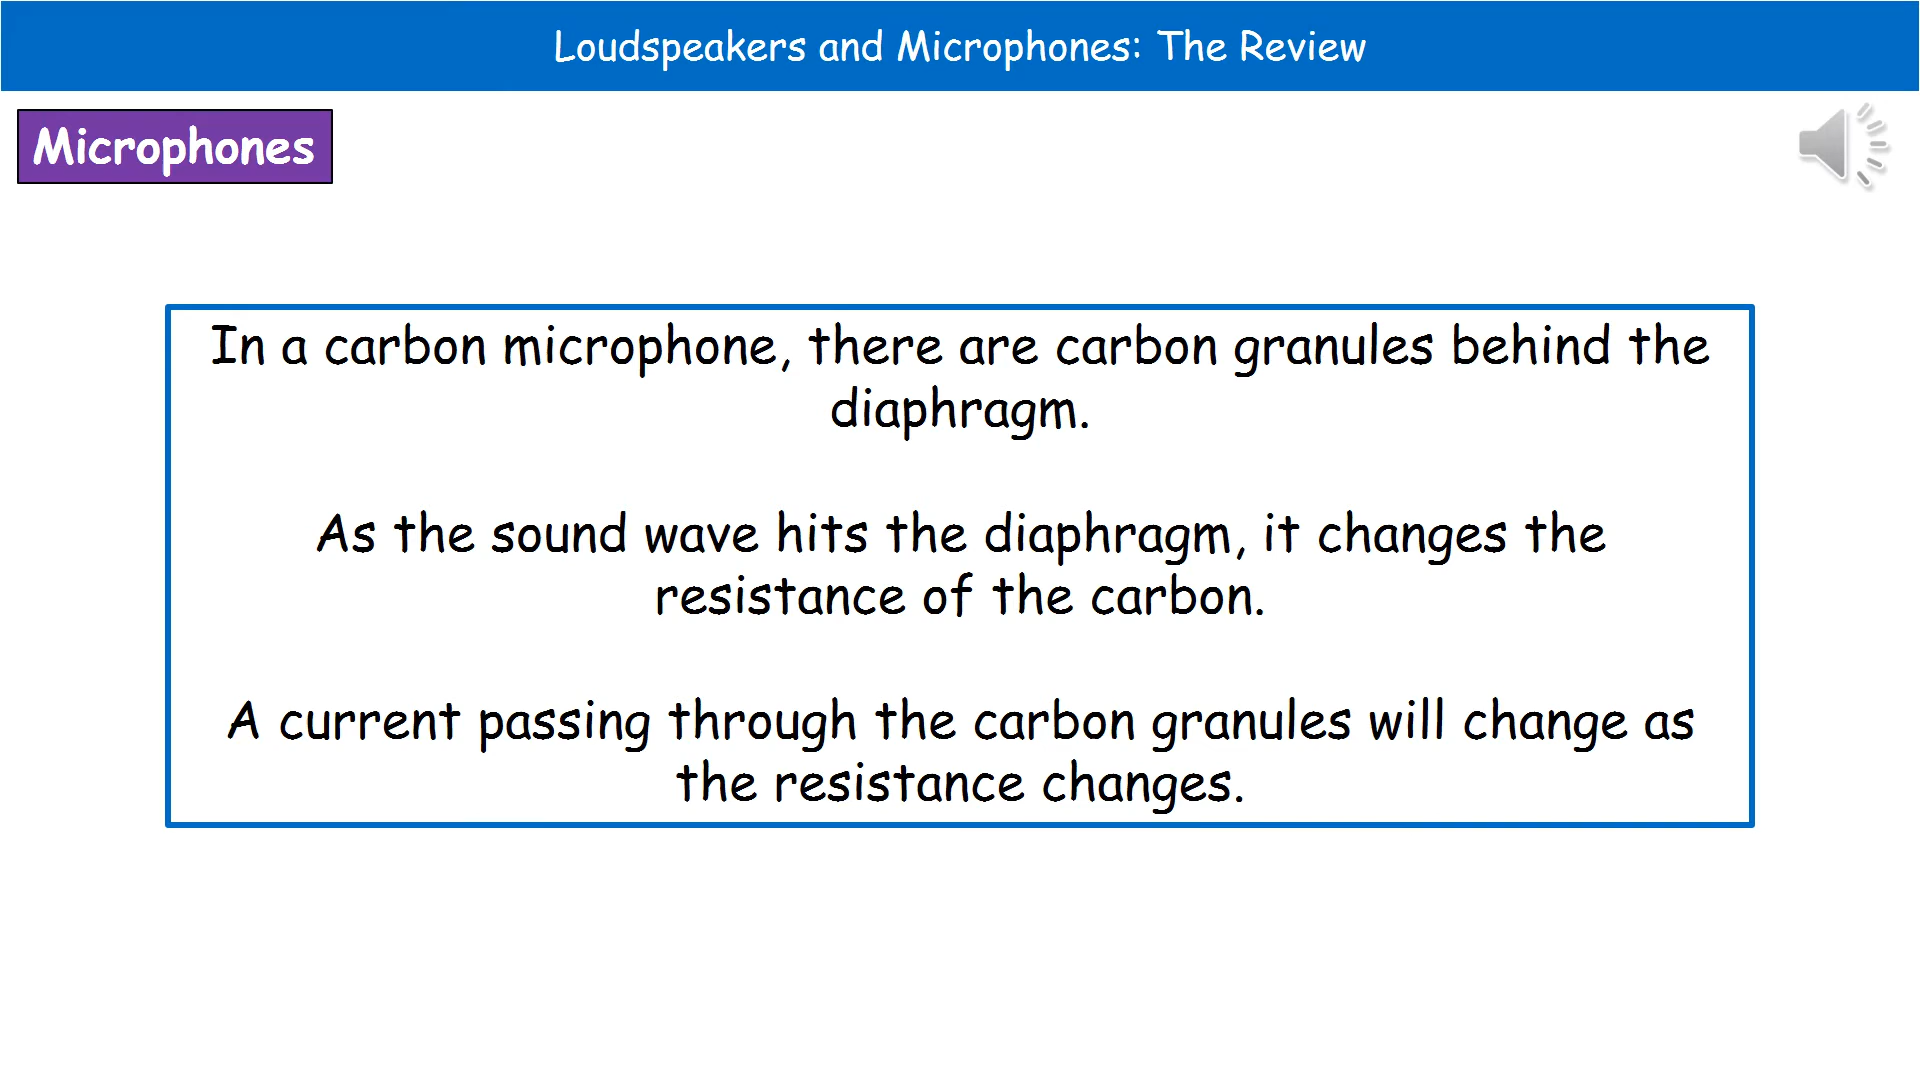 Loudspeakers and Microphones: The Review
Microphones
In a carbon microphone, there are carbon granules behind the
diaphragm.
As the sound wave hits the diaphragm, it changes the
resistance of the carbon.
A current passing through the carbon granules will change as
the resistance changes.